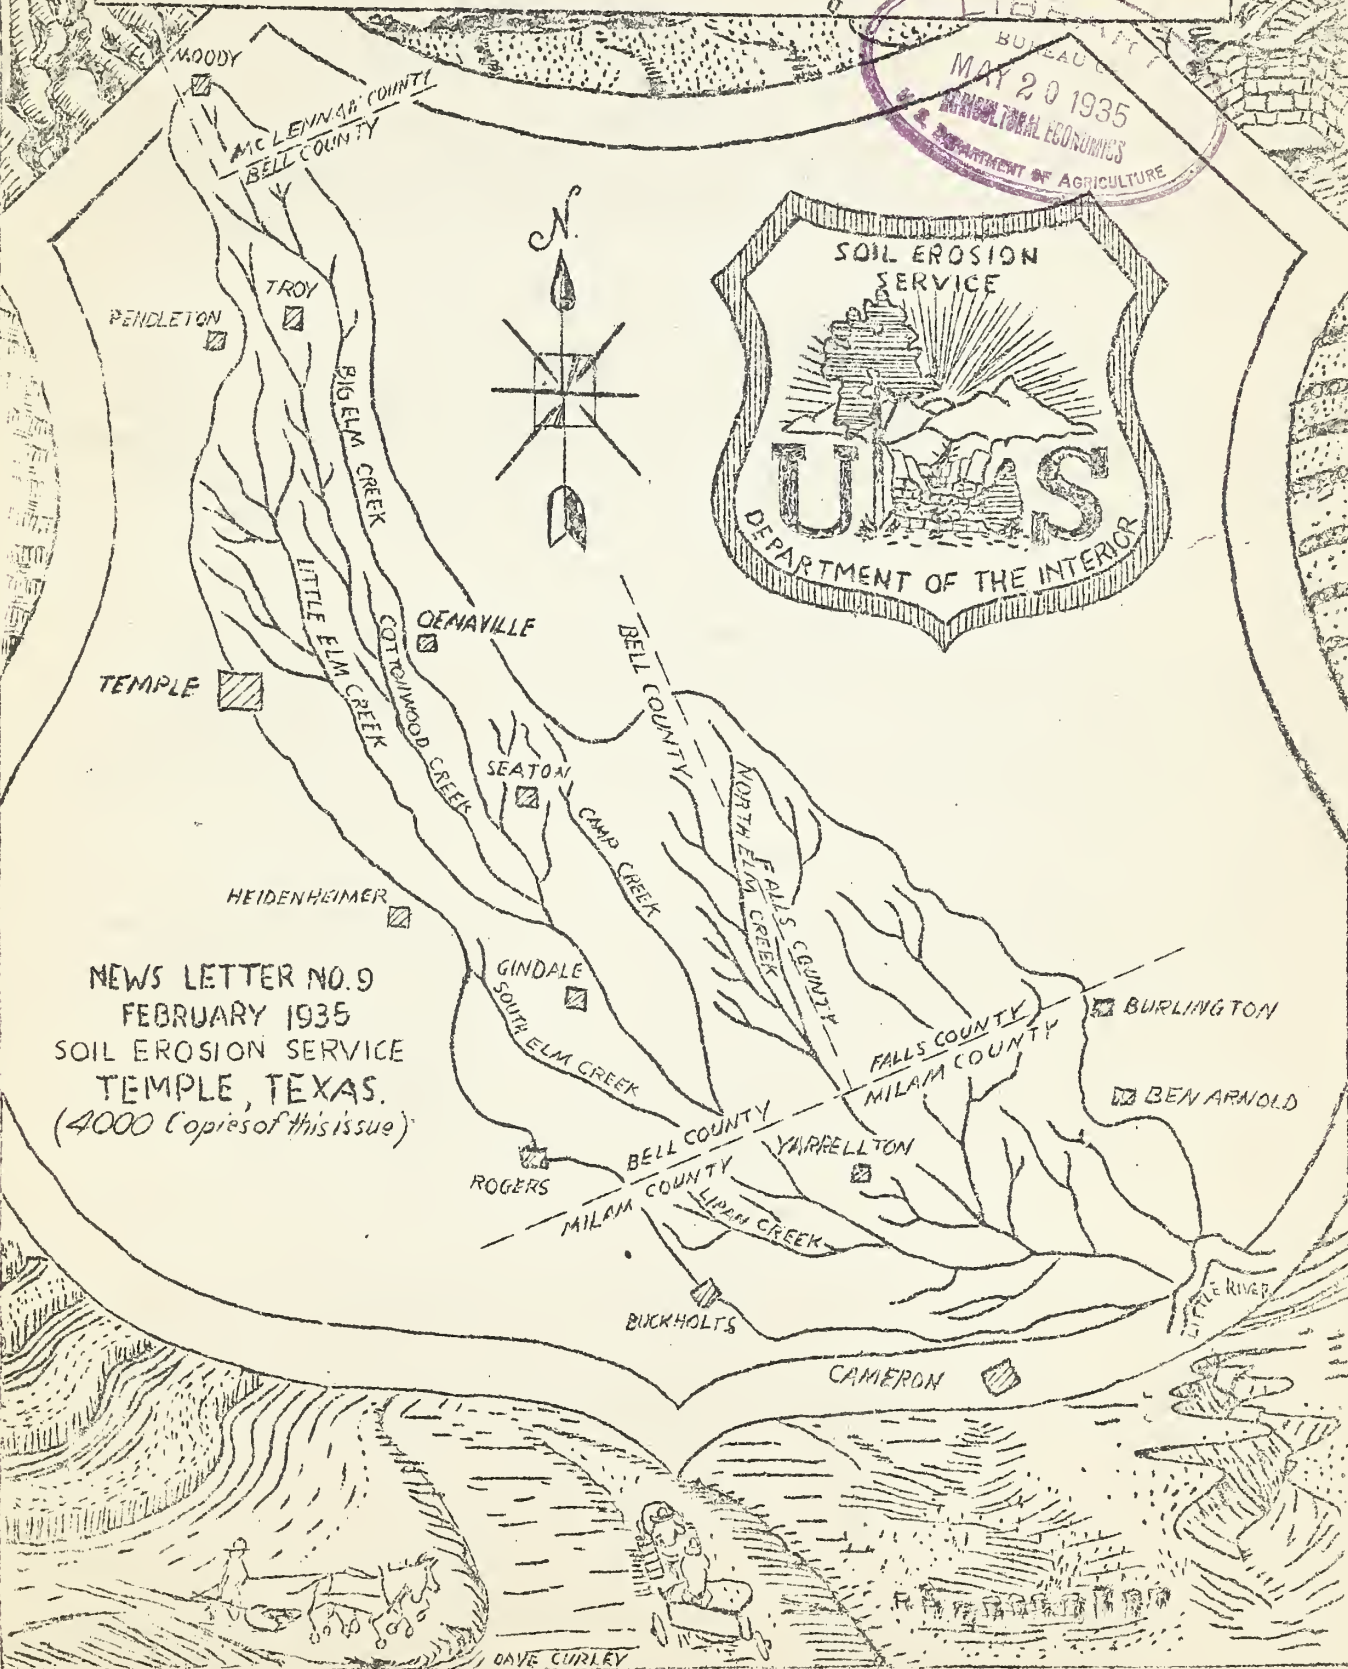 MOODY
McLENNAN COUNTY
BELL COUNTY
BUREAU
MAY 20 1935
AGRICULTURAL ECONOMICS
DEPARTMENT OF AGRICULTURE
N.
SOIL EROSION
SERVICE
U S
DEPARTMENT OF THE INTERIOR
TROY
PENDLETON
BIG ELM CREEK
LITTLE ELM CREEK
COTTONWOOD CREEK
OENAVILLE
TEMPLE
BELL COUNTY
FALLS COUNTY
SEATON
CAMP CREEK
NORTH ELM CREEK
HEIDENHEIMER
GINDALE
SOUTH ELM CREEK
NEWS LETTER NO. 9
FEBRUARY 1935
SOIL EROSION SERVICE
TEMPLE, TEXAS.
(4000 Copies of this issue)
FALLS COUNTY
MILAM COUNTY
BURLINGTON
BEN ARNOLD
BELL COUNTY
MILAM COUNTY
YARRELLTON
ROGERS
LIPAN CREEK
LITTLE RIVER
BUCKHOLTS
CAMERON
DAVE CURLEY